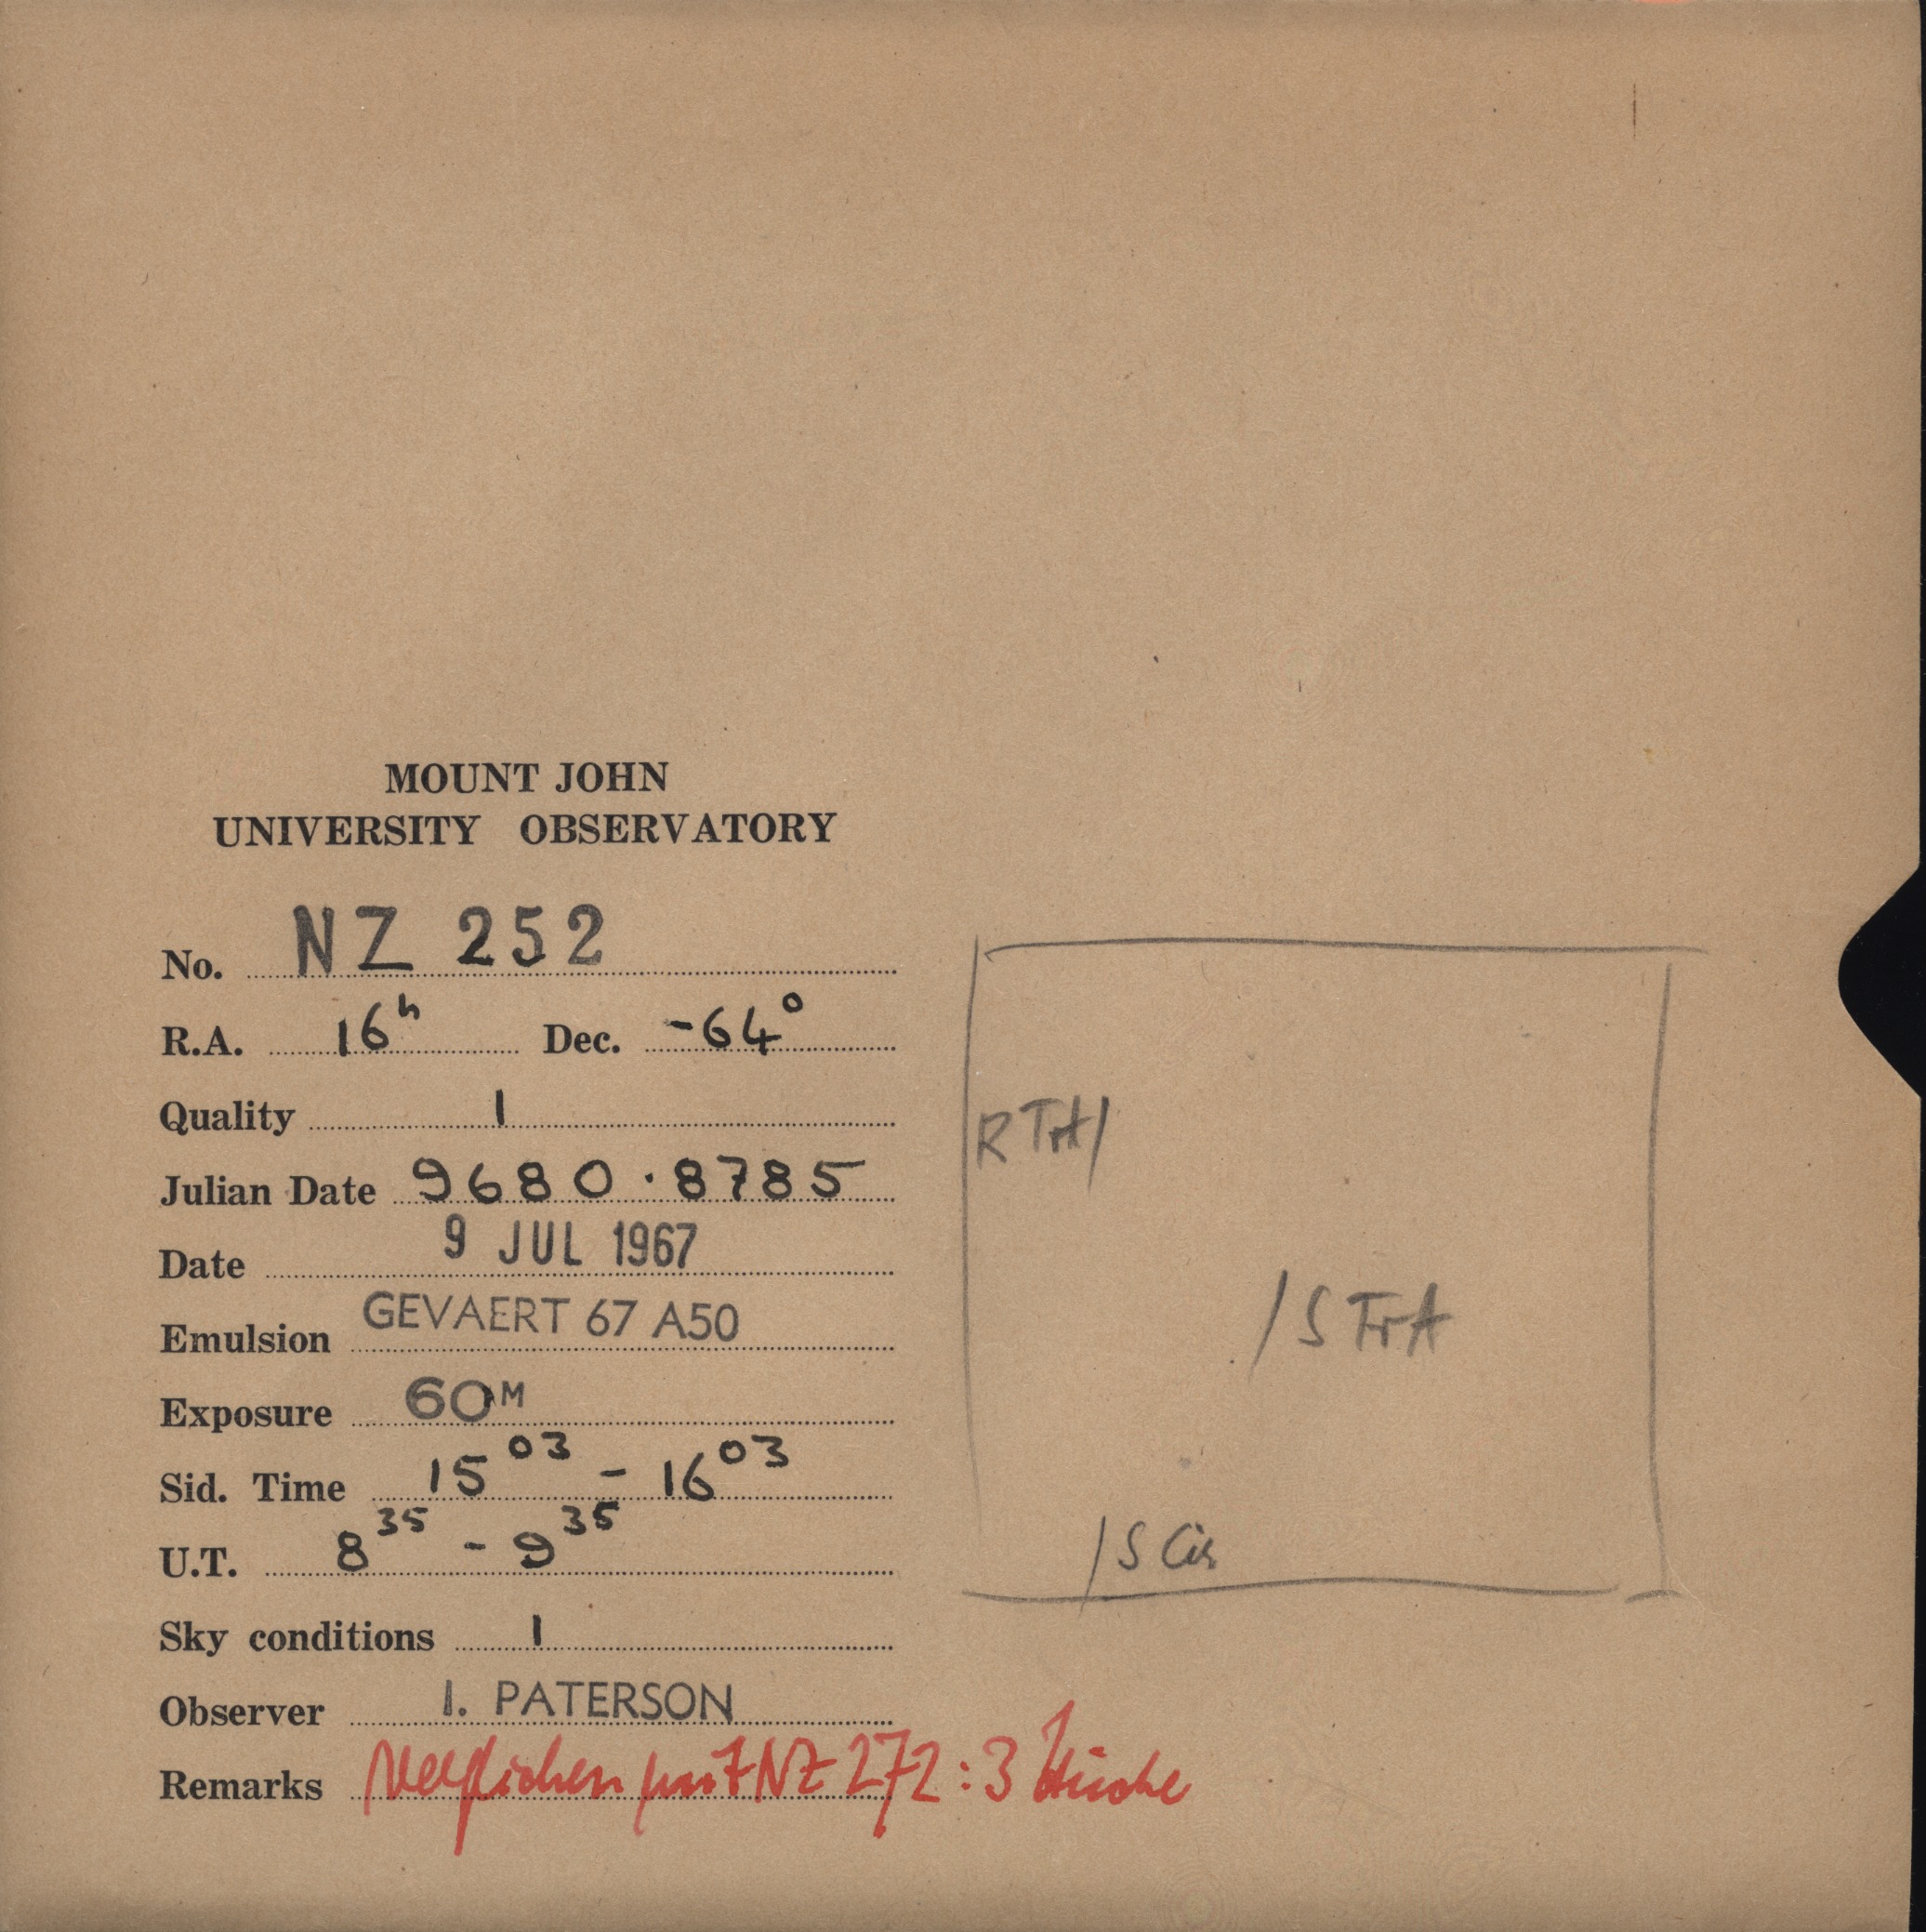 MOUNT JOHN
UNIVERSITY OBSERVATORY
No. NZ 252
R.A. 16h Dec. -64°
Quality 1
Julian Date 9680.8785
Date 9 JUL 1967
Emulsion GEVAERT 67 A50
Exposure 60M
Sid. Time 15 03 - 16 03
U.T. 8 35 - 9 35
Sky conditions 1
Observer I. PATERSON
Remarks Verglichen mit NZ 272: 3
R TrA/
/S TrA
/S Cir